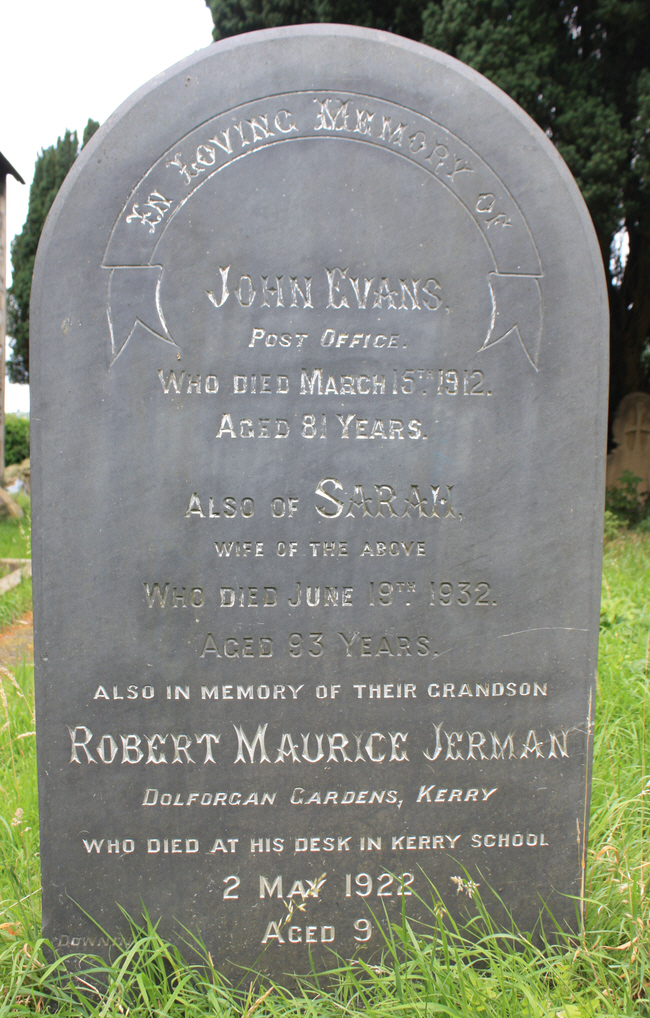 In Loving Memory of
John Evans,
Post Office.
Who died March 15th 1912.
Aged 81 Years.
Also of Sarah,
wife of the above
Who died June 19th 1932.
Aged 93 Years.
also in memory of their grandson
Robert Maurice Jerman
Dolforgan Gardens, Kerry
who died at his desk in Kerry School
2 May 1922
Aged 9